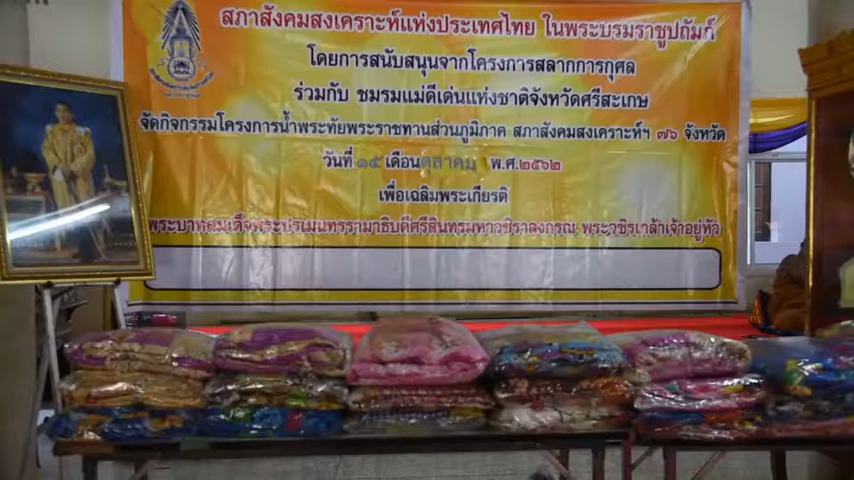 สภาสังคมสงเคราะห์แห่งประเทศไทย ในพระบรมราชูปถัมภ์
โดยการสนับสนุนจากโครงการสลากการกุศล
ร่วมกับ ชมรมแม่ดีเด่นแห่งชาติจังหวัดศรีสะเกษ
จัดกิจกรรมโครงการน้ำพระทัยพระราชทานส่วนภูมิภาค สภาสังคมสงเคราะห์ฯ ๗๖ จังหวัด
วันที่ ๑๕ เดือนตุลาคม พ.ศ.๒๕๖๒
เพื่อเฉลิมพระเกียรติ
พระบาทสมเด็จพระปรเมนทรรามาธิบดีศรีสินทรมหาวชิราลงกรณ พระวชิรเกล้าเจ้าอยู่หัว